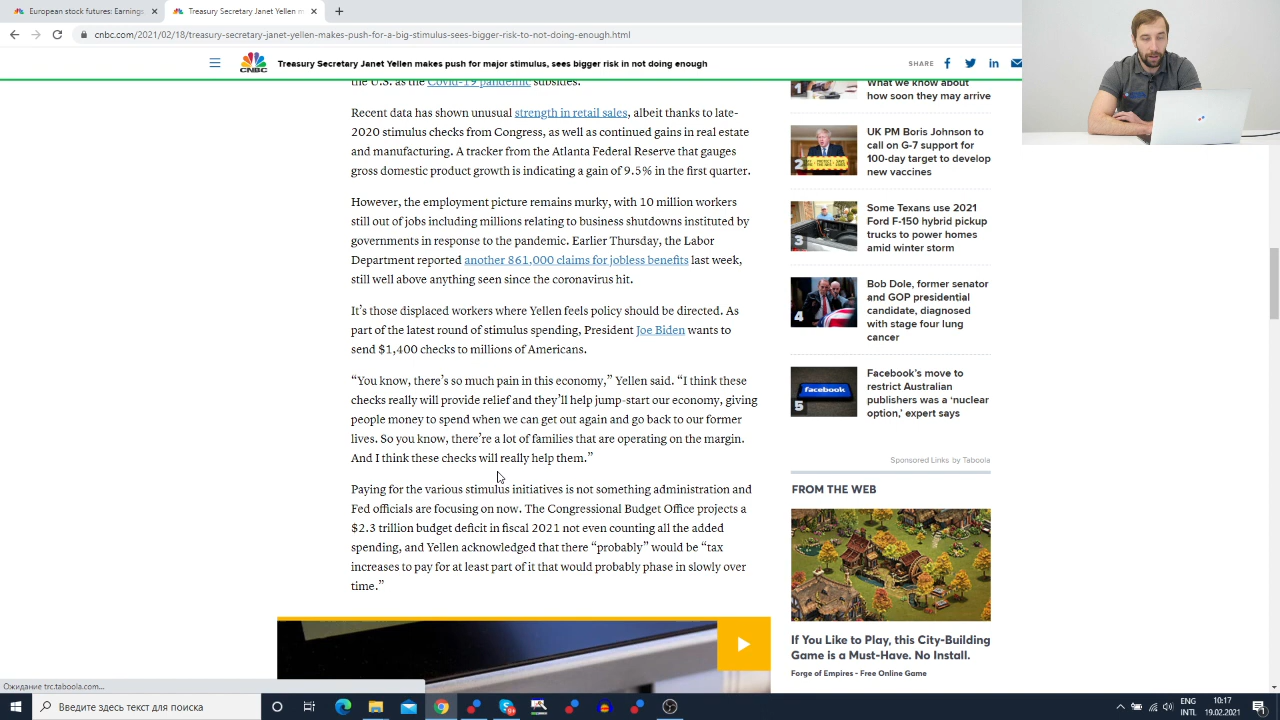 European markets
(2) Janet Yellen make
cnbc.com/2021/02/18/treasury-secretary-janet-yellen-makes-push-for-a-big-stimulus-sees-bigger-risk-to-not-doing-enough.html
CNBC
Treasury Secretary Janet Yellen makes push for major stimulus, sees bigger risk in not doing enough
SHARE
the U.S. as the Covid-19 pandemic subsides.
Recent data has shown unusual strength in retail sales, albeit thanks to late-
2020 stimulus checks from Congress, as well as continued gains in real estate
and manufacturing. A tracker from the Atlanta Federal Reserve that gauges
gross domestic product growth is indicating a gain of 9.5% in the first quarter.
However, the employment picture remains murky, with 10 million workers
still out of jobs including millions relating to business shutdowns instituted by
governments in response to the pandemic. Earlier Thursday, the Labor
Department reported another 861,000 claims for jobless benefits last week,
still well above anything seen since the coronavirus hit.
It's those displaced workers where Yellen feels policy should be directed. As
part of the latest round of stimulus spending, President Joe Biden wants to
send $1,400 checks to millions of Americans.
“You know, there's so much pain in this economy,” Yellen said. “I think these
checks really will provide relief and they'll help jump-start our economy, giving
people money to spend when we can get out again and go back to our former
lives. So you know, there're a lot of families that are suffering, low-income.
And I think these checks will really help them.”
Paying for the various stimulus initiatives is not something administration and
Fed officials are focusing on now. The Congressional Budget Office projects a
$2.3 trillion budget deficit in fiscal 2021 not even counting all the added
spending, and Yellen acknowledged that there “probably” would be “tax
increases to pay for at least part of it that would probably phase in slowly over
time.”
1
What we know about
how soon they may arrive
2
UK PM Boris Johnson to
call on G-7 support for
100-day target to develop
new vaccines
3
Some Texans use 2021
Ford F-150 hybrid pickup
trucks to power homes
amid winter storm
4
Bob Dole, former senator
and GOP presidential
candidate, diagnosed
with stage four lung
cancer
facebook
5
Facebook's move to
restrict Australian
publishers was a ‘nuclear
option,’ expert says
Sponsored Links by Taboola
FROM THE WEB
If You Like to Play, this City-Building
Game is a Must-Have. No Install.
Forge of Empires - Free Online Game
Ожидание trc.taboola.com...
Введите здесь текст для поиска
ENG
INTL
10:17
19.02.2021